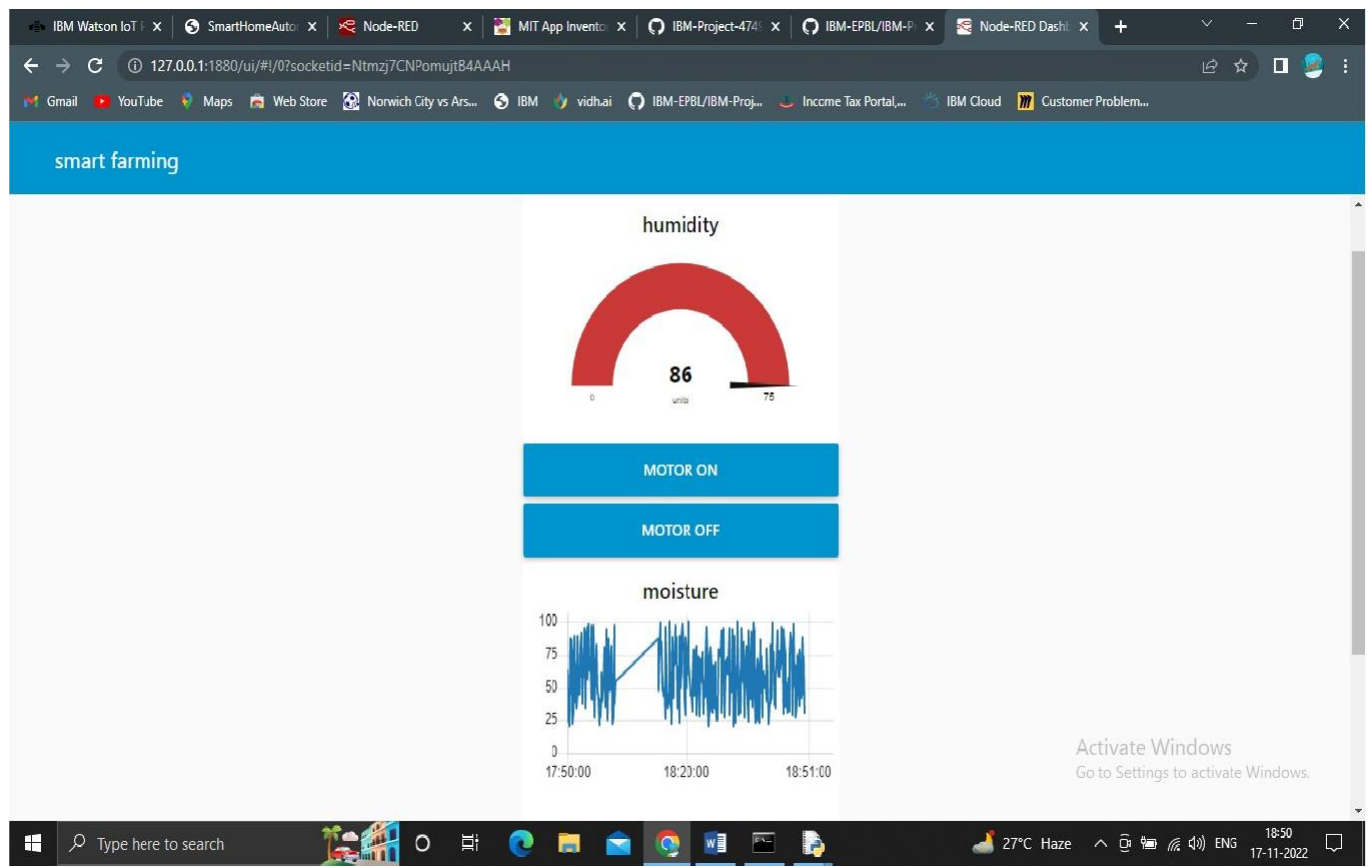 IBM Watson IoT P
SmartHomeAuto
Node-RED
MIT App Invento
IBM-Project-4749
IBM-EPBL/IBM-P
Node-RED Dashb
127.0.0.1:1880/ui/#!/0?socketid=Ntmzj7CNPomujtB4AAAH
Gmail YouTube Maps Web Store Norwich City vs Ars... IBM vidh.ai IBM-EPBL/IBM-Proj... Income Tax Portal,... IBM Cloud Customer Problem...
smart farming
humidity
86
0 units 75
MOTOR ON
MOTOR OFF
moisture
100
75
50
25
0
17:50:00 18:20:00 18:51:00
Activate Windows
Go to Settings to activate Windows.
Type here to search
27°C Haze
ENG
18:50
17-11-2022